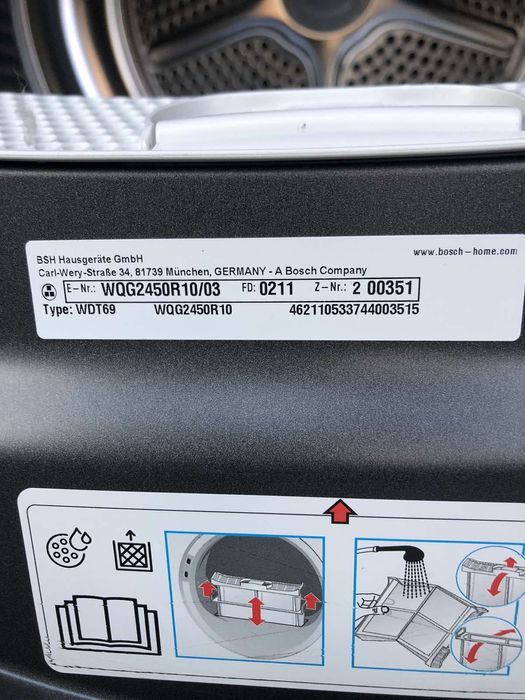 BSH Hausgeräte GmbH www.bosch-home.com
Carl-Wery-Straße 34, 81739 München, GERMANY - A Bosch Company
E-Nr.: WQG2450R10/03 FD: 0211 Z-Nr.: 2 00351
Type: WDT69 WQG2450R10 462110533744003515